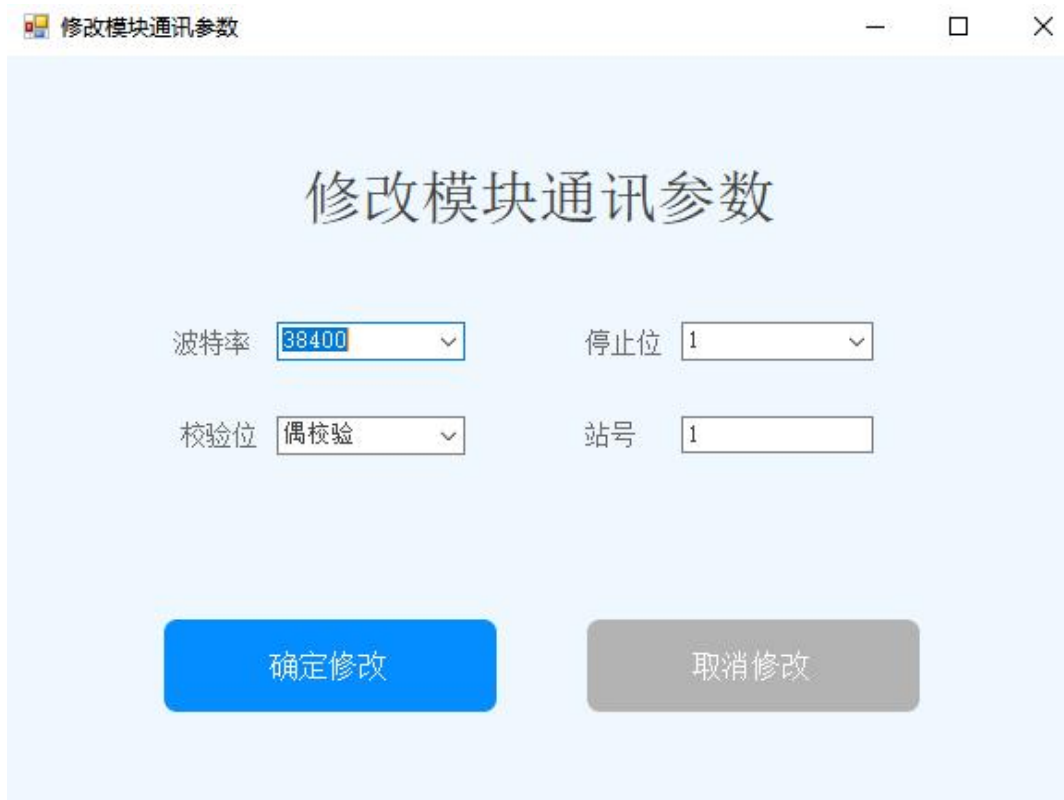 修改模块通讯参数
修改模块通讯参数
波特率 38400 停止位 1
校验位 偶校验 站号 1
确定修改 取消修改